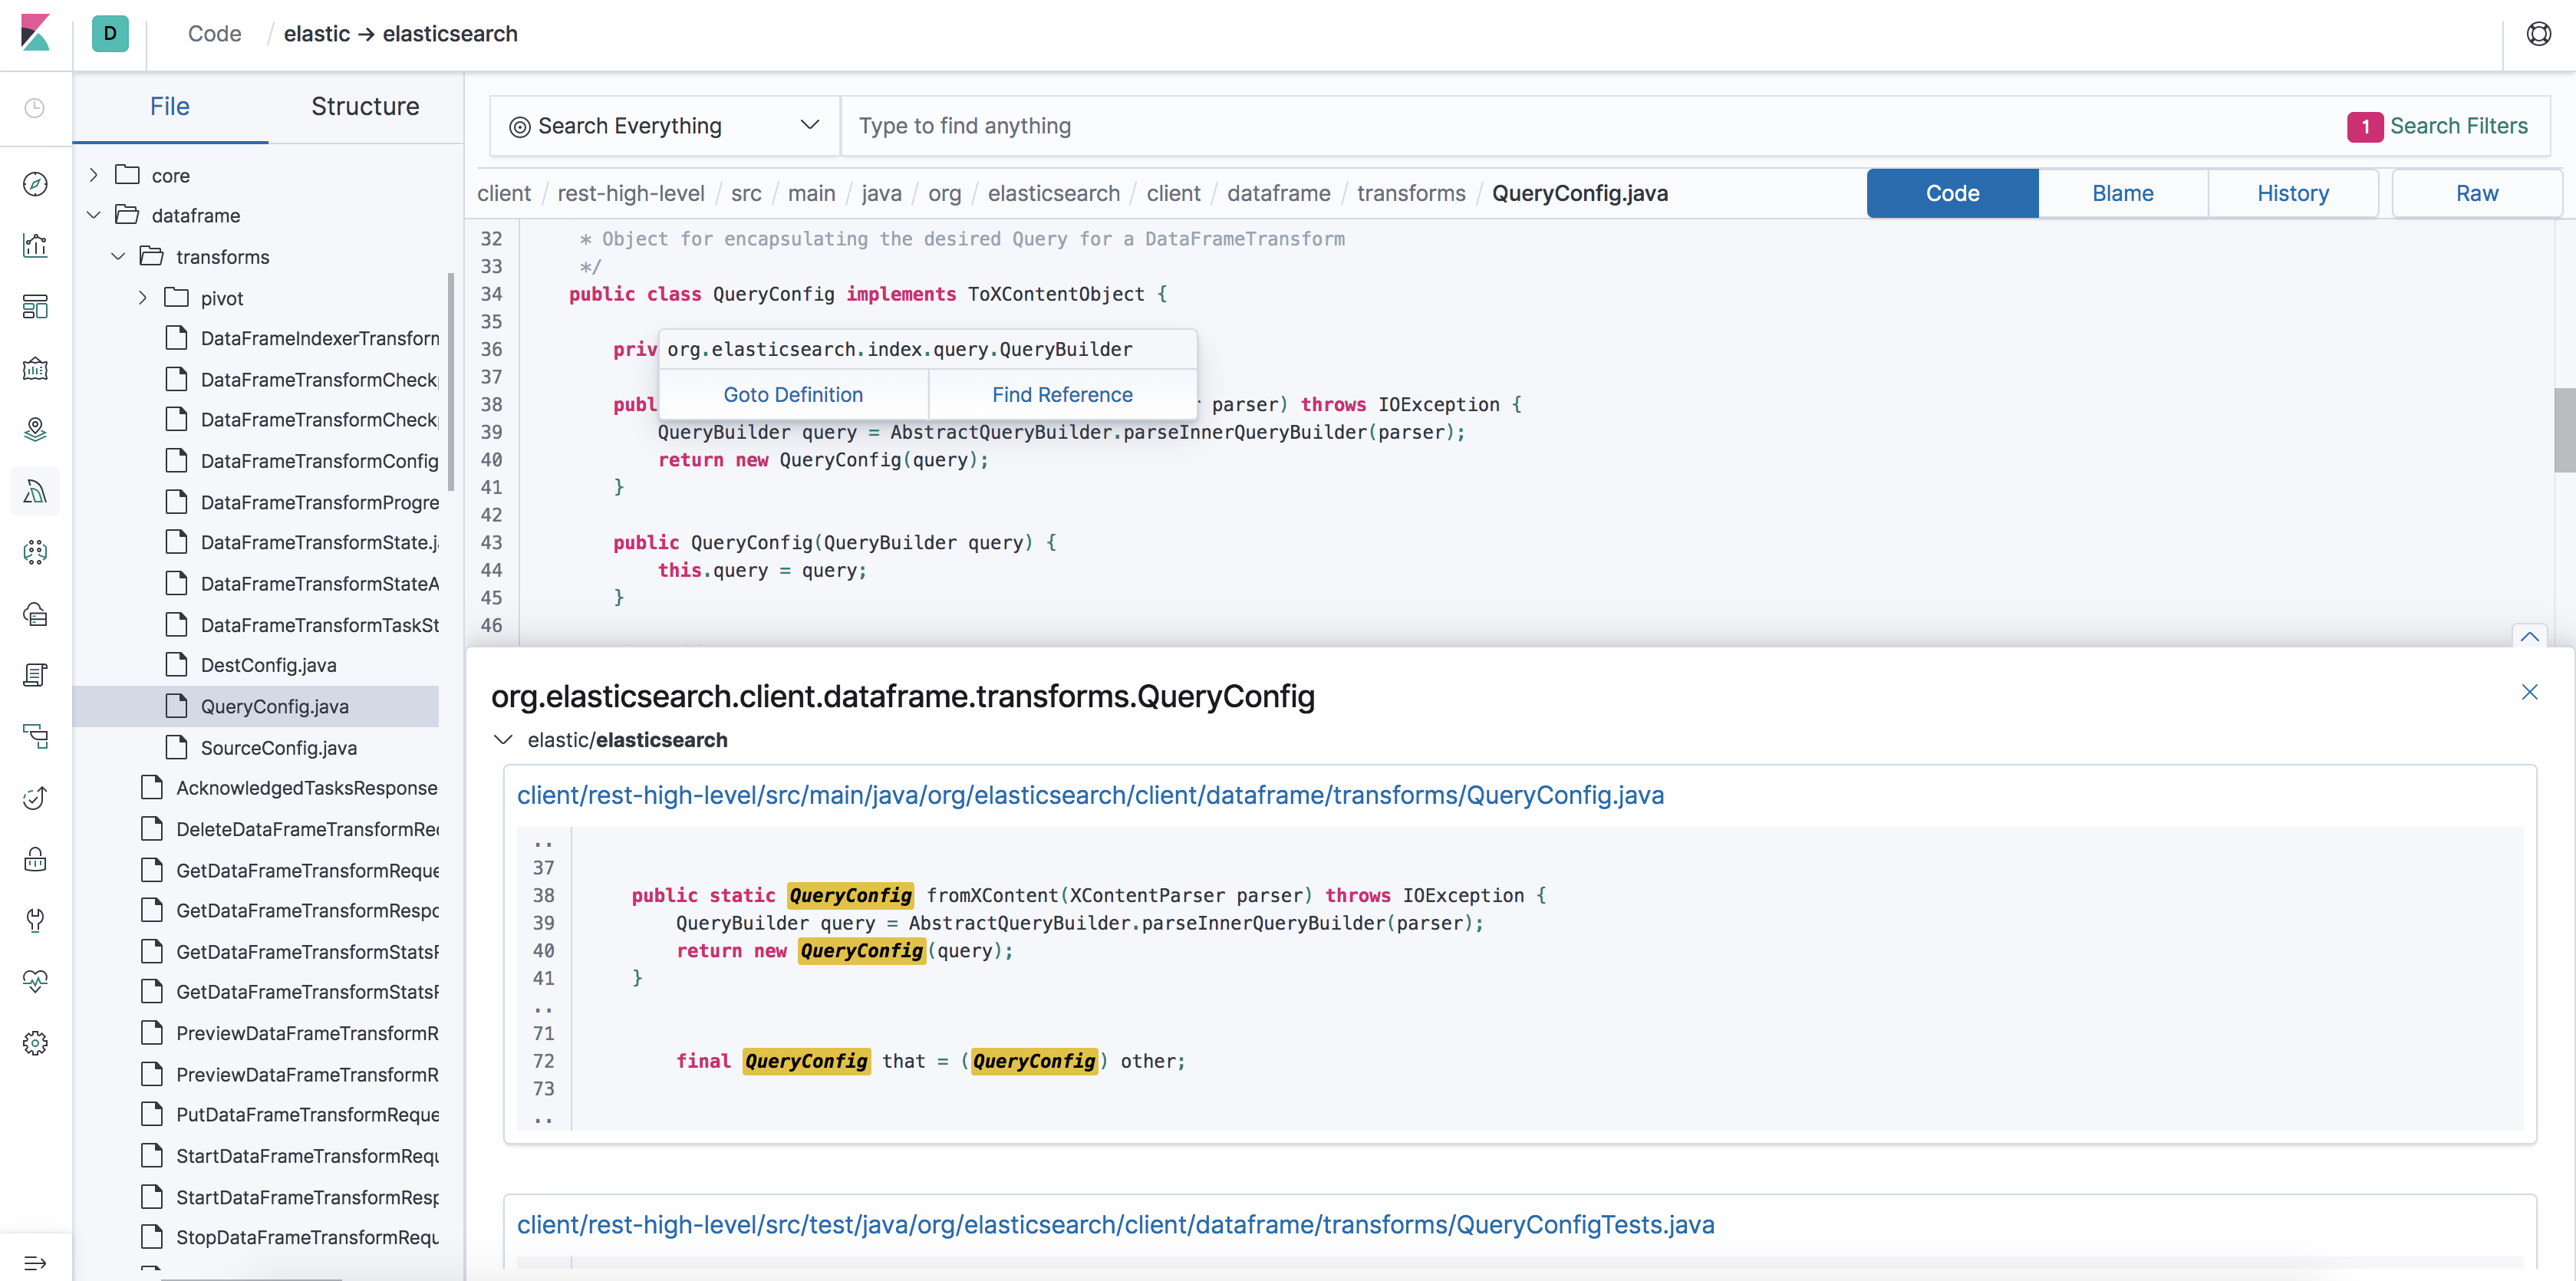 D Code / elastic → elasticsearch
File Structure
core
dataframe
transforms
pivot
DataFrameIndexerTransform
DataFrameTransformCheck
DataFrameTransformCheck
DataFrameTransformConfig
DataFrameTransformProgre
DataFrameTransformState.j
DataFrameTransformStateA
DataFrameTransformTaskSt
DestConfig.java
QueryConfig.java
SourceConfig.java
AcknowledgedTasksResponse
DeleteDataFrameTransformRe
GetDataFrameTransformReque
GetDataFrameTransformRespo
GetDataFrameTransformStats
GetDataFrameTransformStats
PreviewDataFrameTransformR
PreviewDataFrameTransformR
PutDataFrameTransformReque
StartDataFrameTransformRequ
StartDataFrameTransformResp
StopDataFrameTransformRequ
Search Everything Type to find anything 1 Search Filters
client / rest-high-level / src / main / java / org / elasticsearch / client / dataframe / transforms / QueryConfig.java Code Blame History Raw
32 * Object for encapsulating the desired Query for a DataFrameTransform
33 */
34 public class QueryConfig implements ToXContentObject {
35
36 priv org.elasticsearch.index.query.QueryBuilder
37
Goto Definition Find Reference
38 publ parser) throws IOException {
39 QueryBuilder query = AbstractQueryBuilder.parseInnerQueryBuilder(parser);
40 return new QueryConfig(query);
41 }
42
43 public QueryConfig(QueryBuilder query) {
44 this.query = query;
45 }
46
org.elasticsearch.client.dataframe.transforms.QueryConfig
elastic/elasticsearch
client/rest-high-level/src/main/java/org/elasticsearch/client/dataframe/transforms/QueryConfig.java
..
37
38 public static QueryConfig fromXContent(XContentParser parser) throws IOException {
39 QueryBuilder query = AbstractQueryBuilder.parseInnerQueryBuilder(parser);
40 return new QueryConfig(query);
41 }
..
71
72 final QueryConfig that = (QueryConfig) other;
73
..
client/rest-high-level/src/test/java/org/elasticsearch/client/dataframe/transforms/QueryConfigTests.java